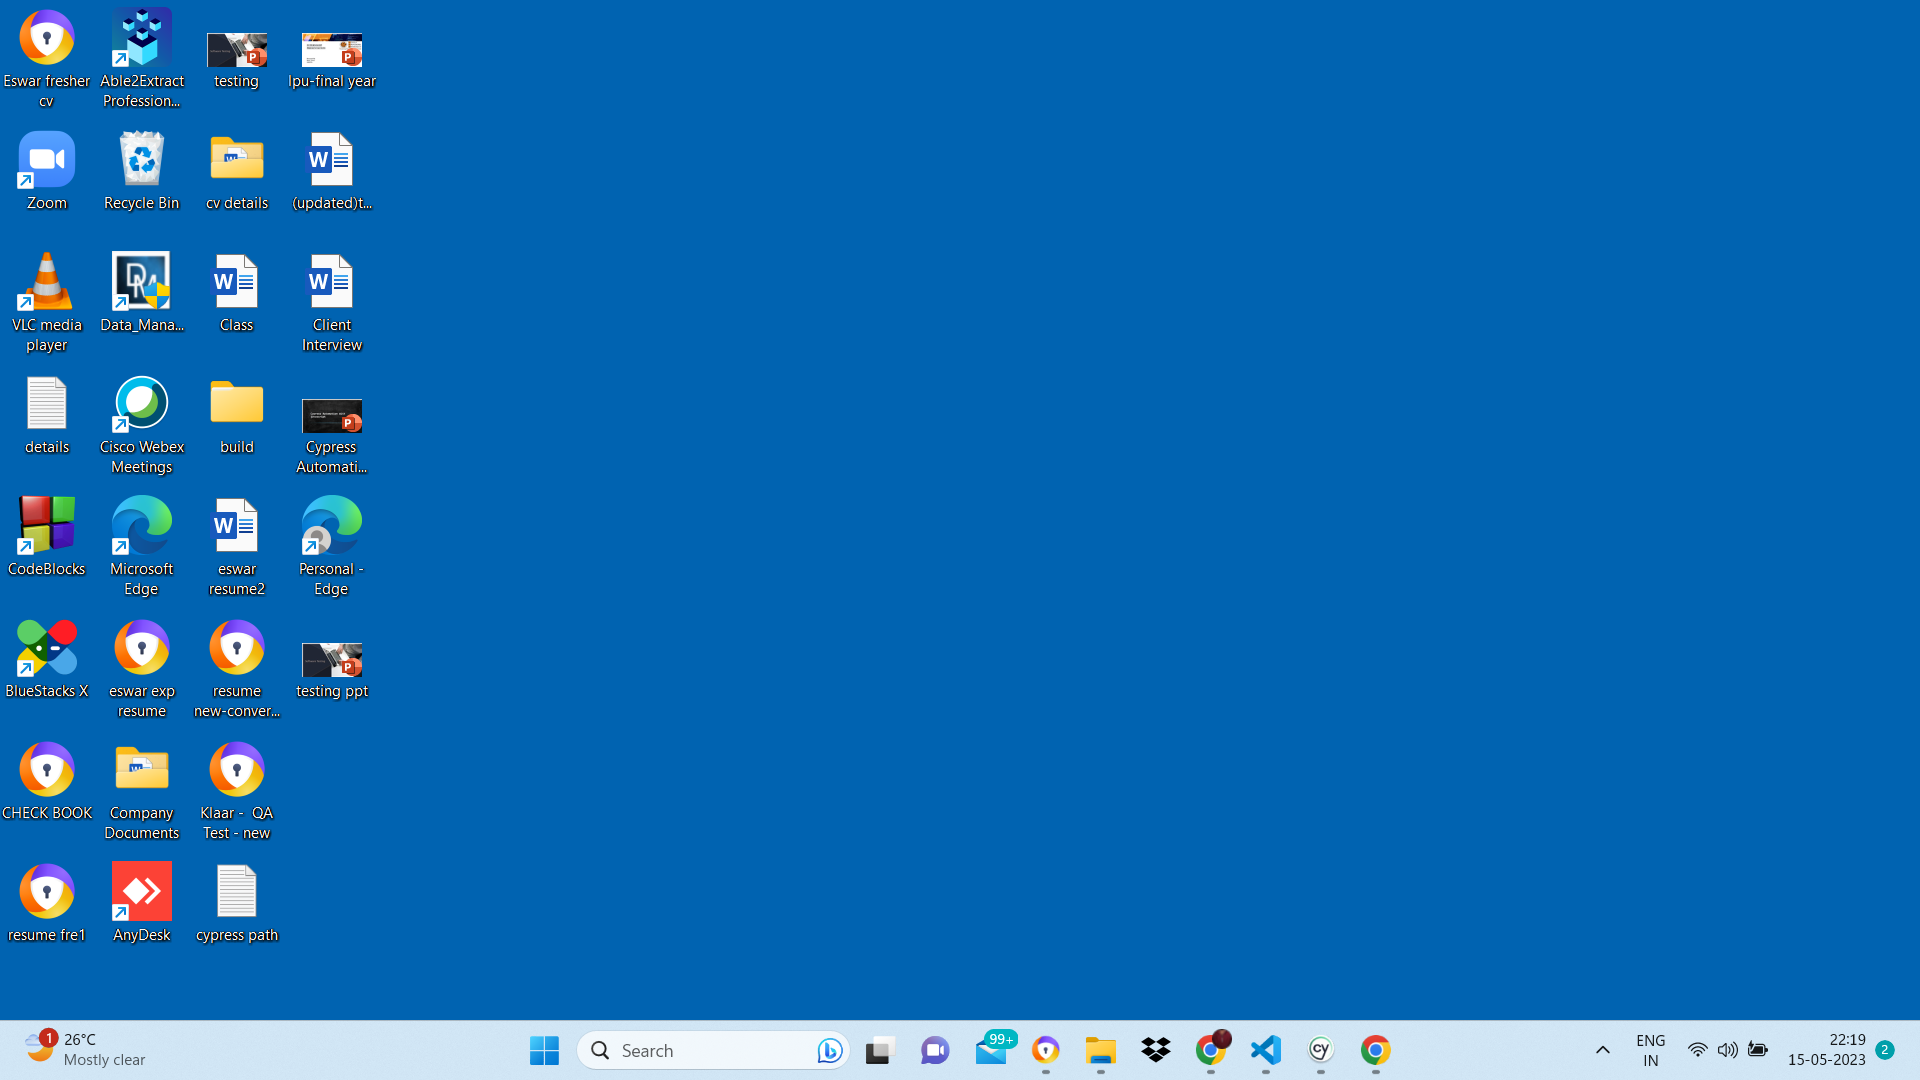 Eswar fresher
cv
Able2Extract
Profession...
testing
lpu-final year
Zoom
Recycle Bin
cv details
(updated)t...
VLC media
player
Data_Mana...
Class
Client
Interview
details
Cisco Webex
Meetings
build
Cypress
Automati...
CodeBlocks
Microsoft
Edge
eswar
resume2
Personal -
Edge
BlueStacks X
eswar exp
resume
resume
new-conver...
testing ppt
CHECK BOOK
Company
Documents
Klaar - QA
Test - new
resume fre1
AnyDesk
cypress path
1
26°C
Mostly clear
Search
99+
cy
ENG
IN
22:19
15-05-2023
2